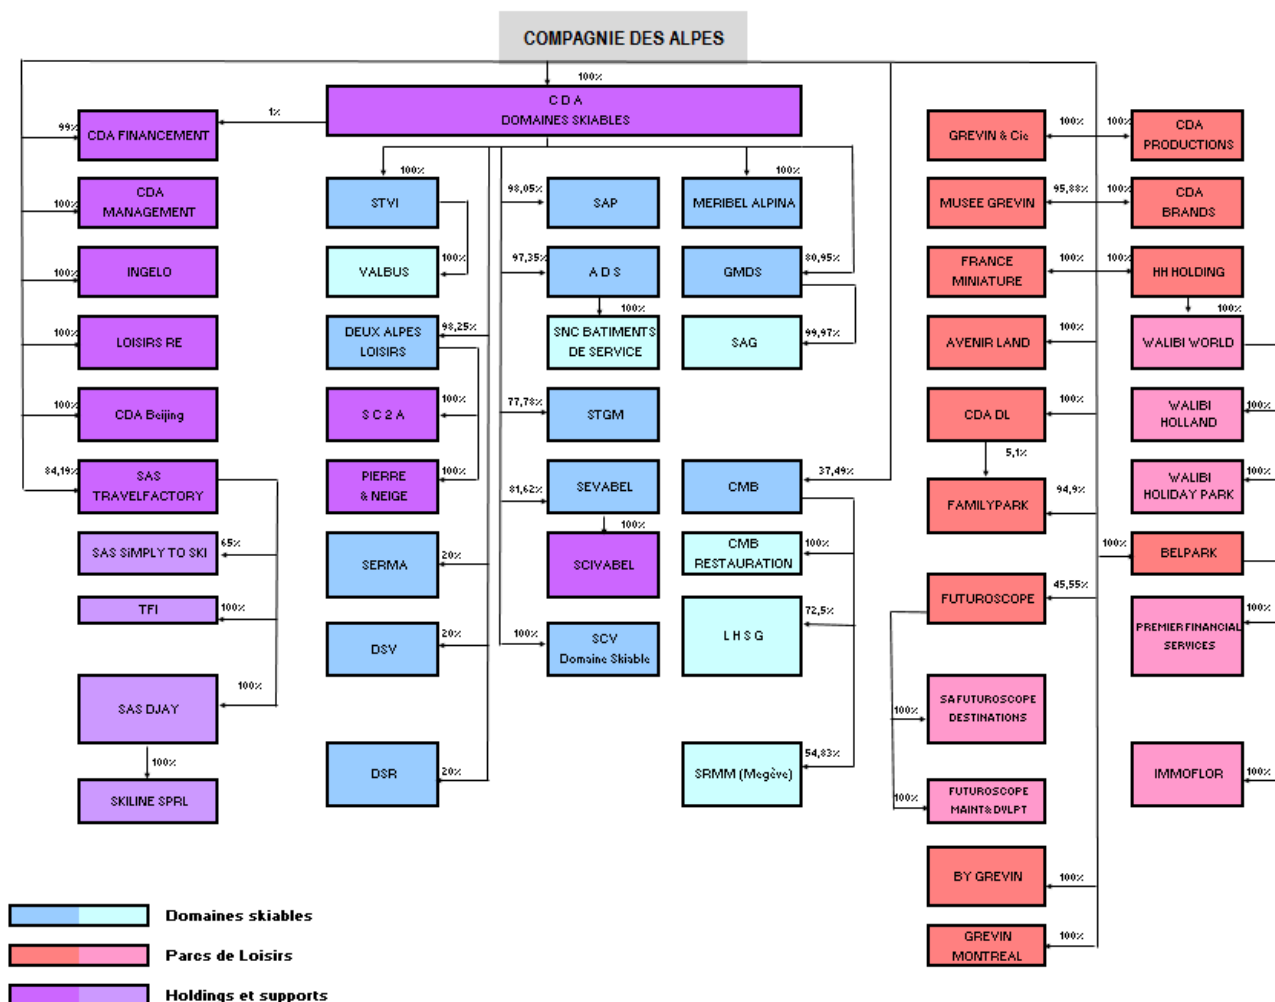 COMPAGNIE DES ALPES
100%
C D A
DOMAINES SKIABLES
1%
99%
CDA FINANCEMENT
100%
CDA
MANAGEMENT
100%
INGELO
100%
LOISIRS RE
100%
CDA Beijing
84,19%
SAS
TRAVELFACTORY
65%
SAS SiMPLY TO SKI
100%
TFI
100%
SAS DJAY
100%
SKILINE SPRL
100%
STVI
100%
VALBUS
98,25%
DEUX ALPES
LOISIRS
100%
S C 2 A
100%
PIERRE
& NEIGE
20%
SERMA
20%
DSV
20%
DSR
98,05%
SAP
97,35%
A D S
100%
SNC BATIMENTS
DE SERVICE
77,78%
STGM
81,62%
SEVABEL
100%
SCIVABEL
100%
SCV
Domaine Skiable
100%
MERIBEL ALPINA
80,95%
GMDS
99,97%
SAG
37,49%
CMB
100%
CMB
RESTAURATION
72,5%
L H S G
54,83%
SRMM (Megève)
100%
GREVIN & Cie
95,88%
MUSEE GREVIN
100%
FRANCE
MINIATURE
100%
AVENIR LAND
100%
CDA DL
5,1%
94,9%
FAMILYPARK
45,55%
FUTUROSCOPE
100%
SA FUTUROSCOPE
DESTINATIONS
100%
FUTUROSCOPE
MAINT& DVLPT
100%
BY GREVIN
100%
GREVIN
MONTREAL
100%
CDA
PRODUCTIONS
100%
CDA
BRANDS
100%
HH HOLDING
100%
WALIBI WORLD
100%
WALIBI
HOLLAND
100%
WALIBI
HOLIDAY PARK
100%
BELPARK
100%
PREMIER FINANCIAL
SERVICES
100%
IMMOFLOR
Domaines skiables
Parcs de Loisirs
Holdings et supports